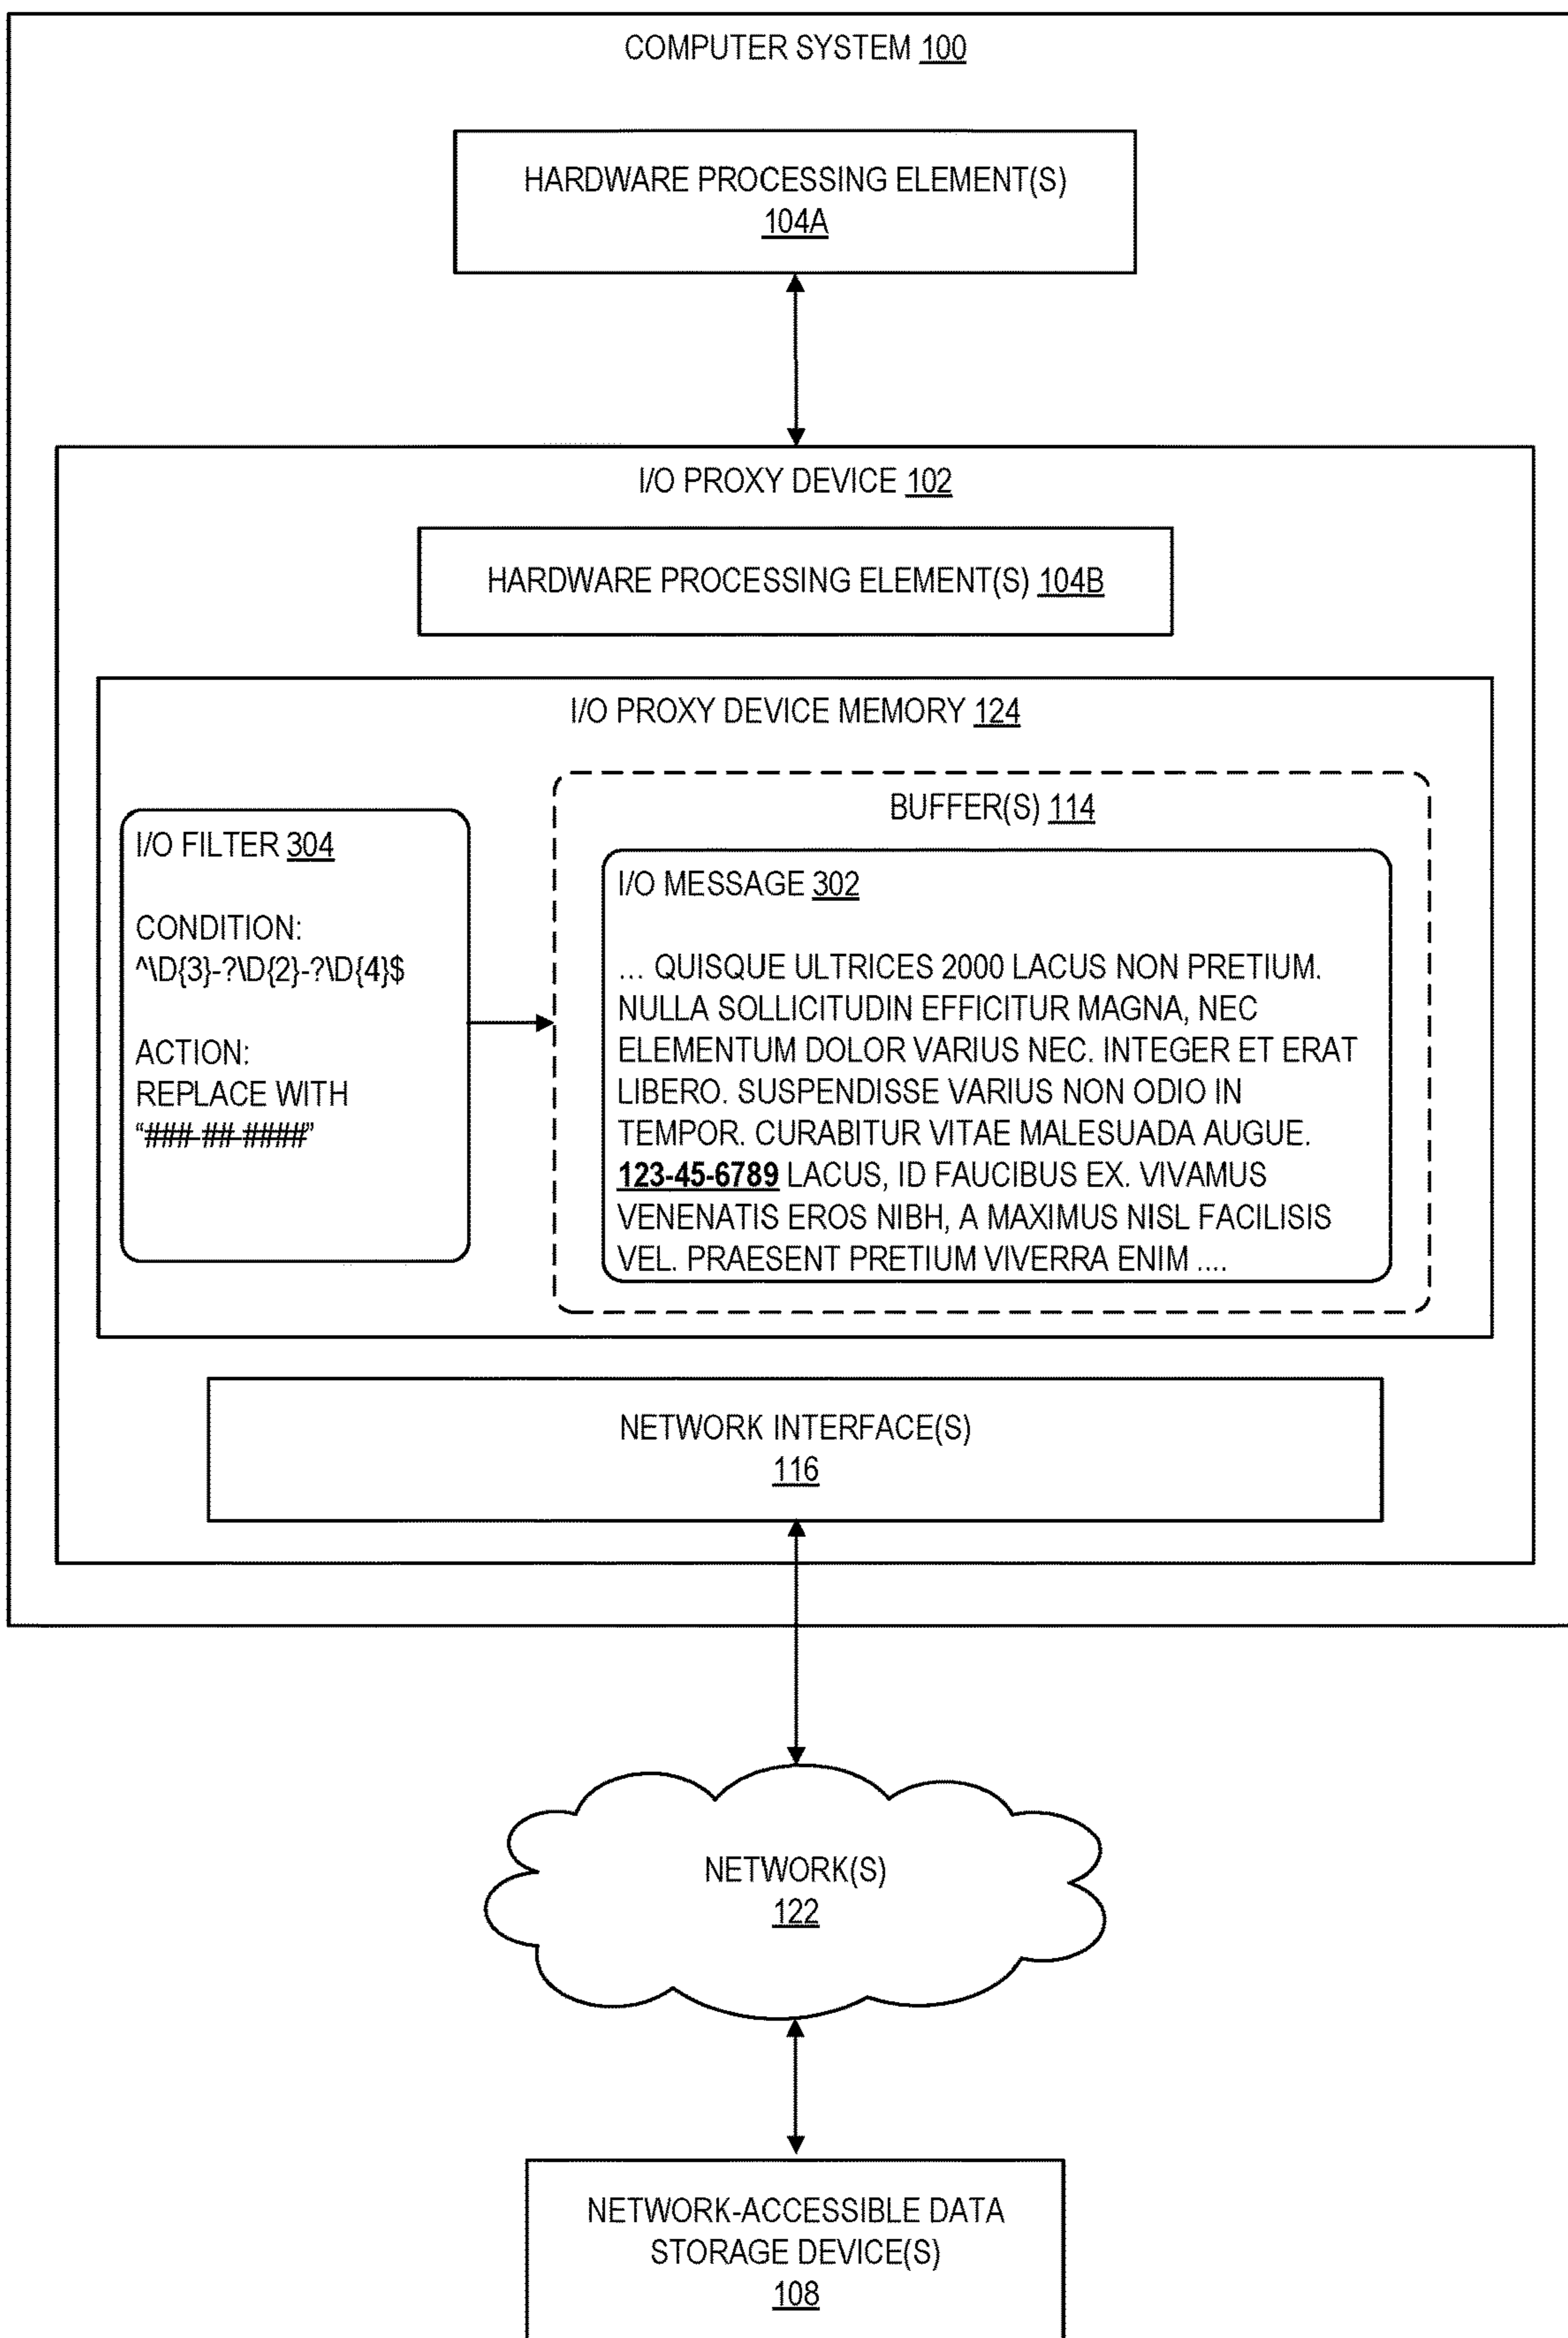 COMPUTER SYSTEM 100
HARDWARE PROCESSING ELEMENT(S)
104A
I/O PROXY DEVICE 102
HARDWARE PROCESSING ELEMENT(S) 104B
I/O PROXY DEVICE MEMORY 124
I/O FILTER 304
CONDITION:
^\D{3}-?\D{2}-?\D{4}$
ACTION:
REPLACE WITH
“###-##-####”
BUFFER(S) 114
I/O MESSAGE 302
... QUISQUE ULTRICES 2000 LACUS NON PRETIUM.
NULLA SOLLICITUDIN EFFICITUR MAGNA, NEC
ELEMENTUM DOLOR VARIUS NEC. INTEGER ET ERAT
LIBERO. SUSPENDISSE VARIUS NON ODIO IN
TEMPOR. CURABITUR VITAE MALESUADA AUGUE.
123-45-6789 LACUS, ID FAUCIBUS EX. VIVAMUS
VENENATIS EROS NIBH, A MAXIMUS NISL FACILISIS
VEL. PRAESENT PRETIUM VIVERRA ENIM ....
NETWORK INTERFACE(S)
116
NETWORK(S)
122
NETWORK-ACCESSIBLE DATA
STORAGE DEVICE(S)
108